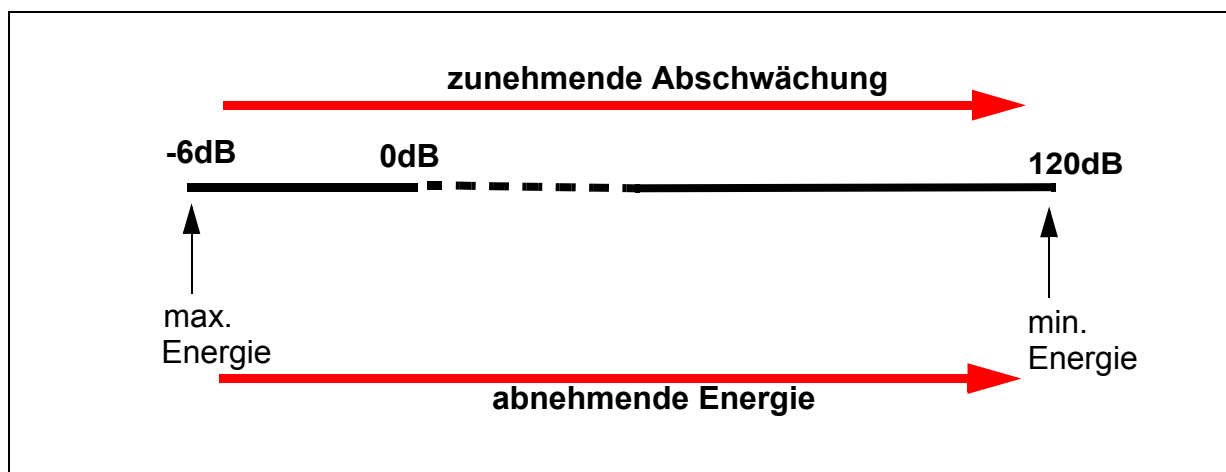 zunehmende Abschwächung
-6dB
0dB
120dB
max.
Energie
min.
Energie
abnehmende Energie